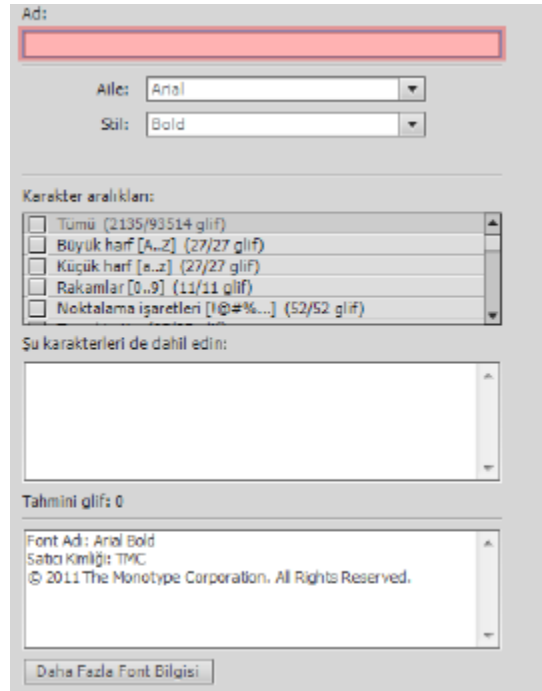 Adı:
Aile: Arial
Stil: Bold
Karakter aralıkları:
Tümü (2135/93514 glif)
Büyük harf [A..Z] (27/27 glif)
Küçük harf [a..z] (27/27 glif)
Rakamlar [0..9] (11/11 glif)
Noktalama işaretleri [!@#%...] (52/52 glif)
Şu karakterleri de dahil edin:
Tahmini glif: 0
Font Adı: Arial Bold
Satıcı Kimliği: TMC
© 2011 The Monotype Corporation. All Rights Reserved.
Daha Fazla Font Bilgisi